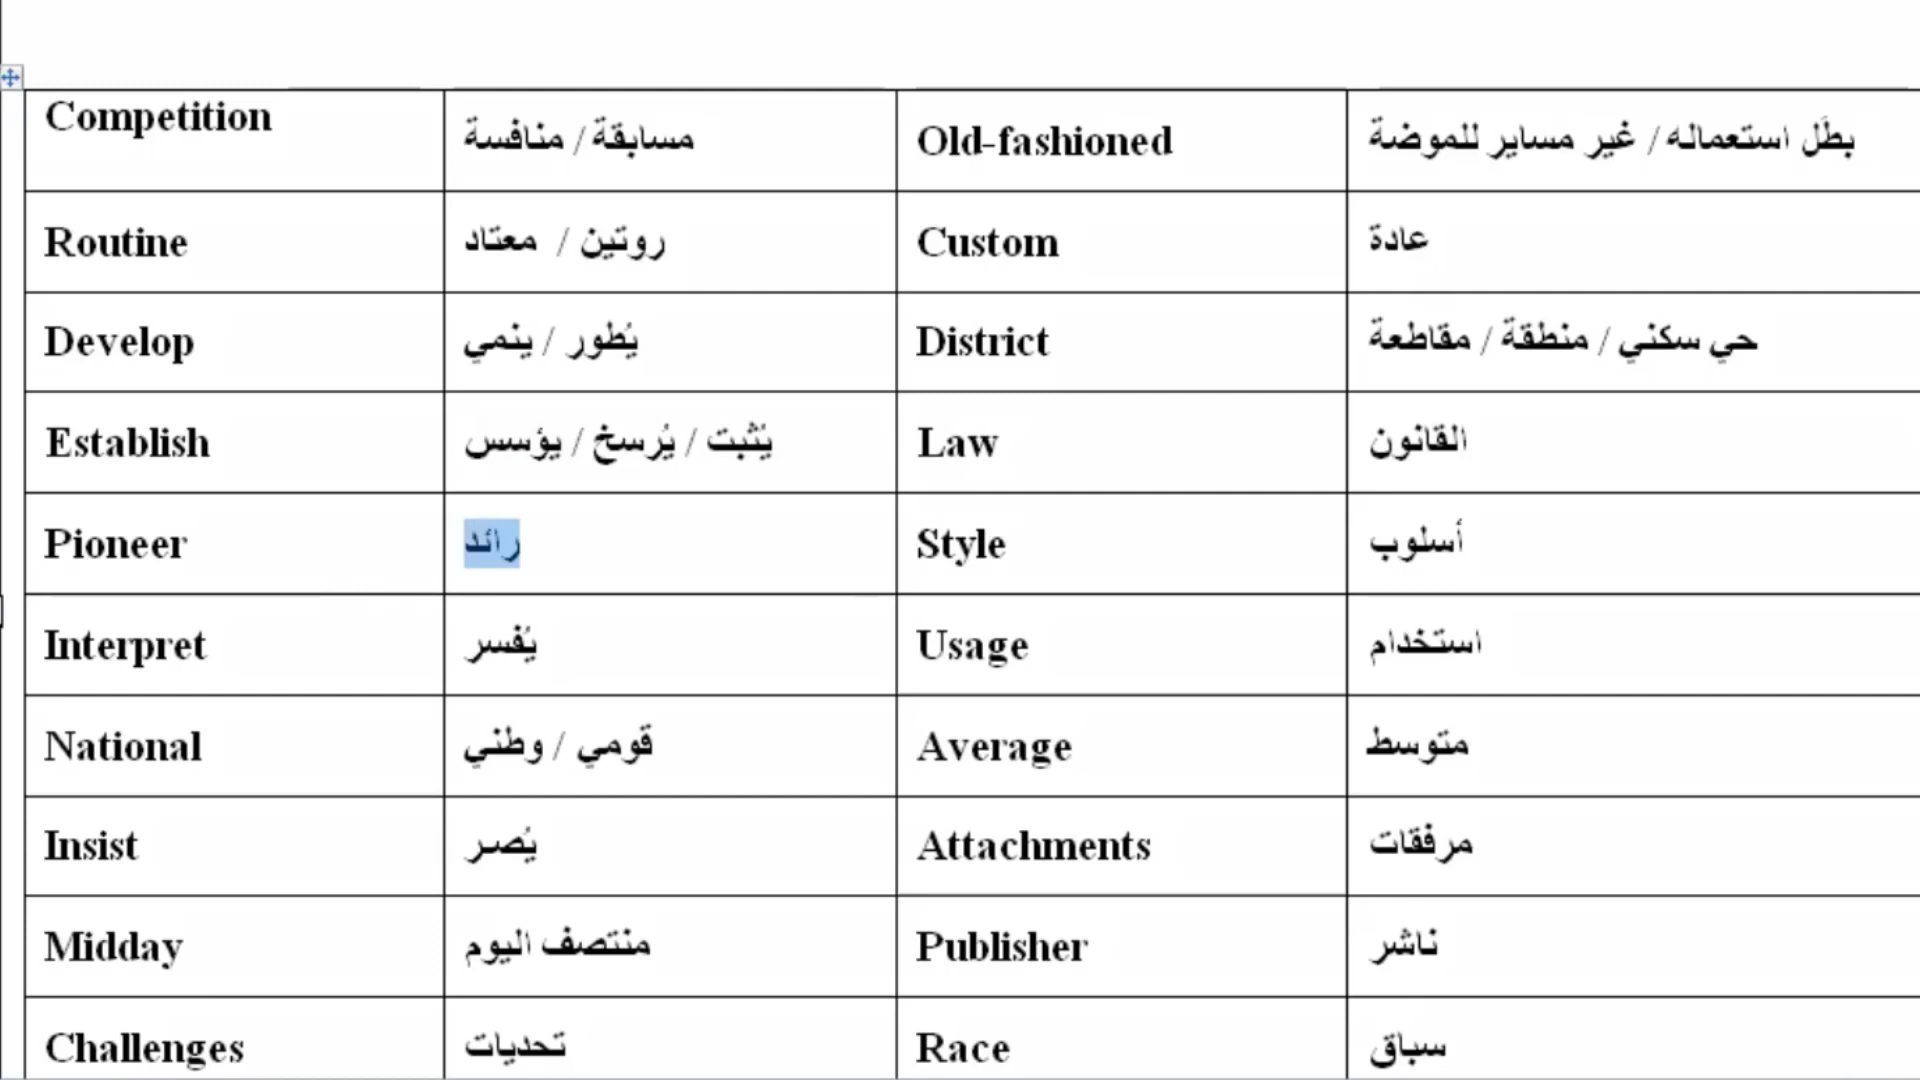 Competition مسابقة / منافسة Old-fashioned بطَل استعماله / غير مساير للموضة
Routine روتين / معتاد Custom عادة
Develop يُطور / ينمي District حي سكني / منطقة / مقاطعة
Establish يُثبت / يُرسخ / يؤسس Law القانون
Pioneer رائد Style أسلوب
Interpret يُفسر Usage استخدام
National قومي / وطني Average متوسط
Insist يُصر Attachments مرفقات
Midday منتصف اليوم Publisher ناشر
Challenges تحديات Race سباق